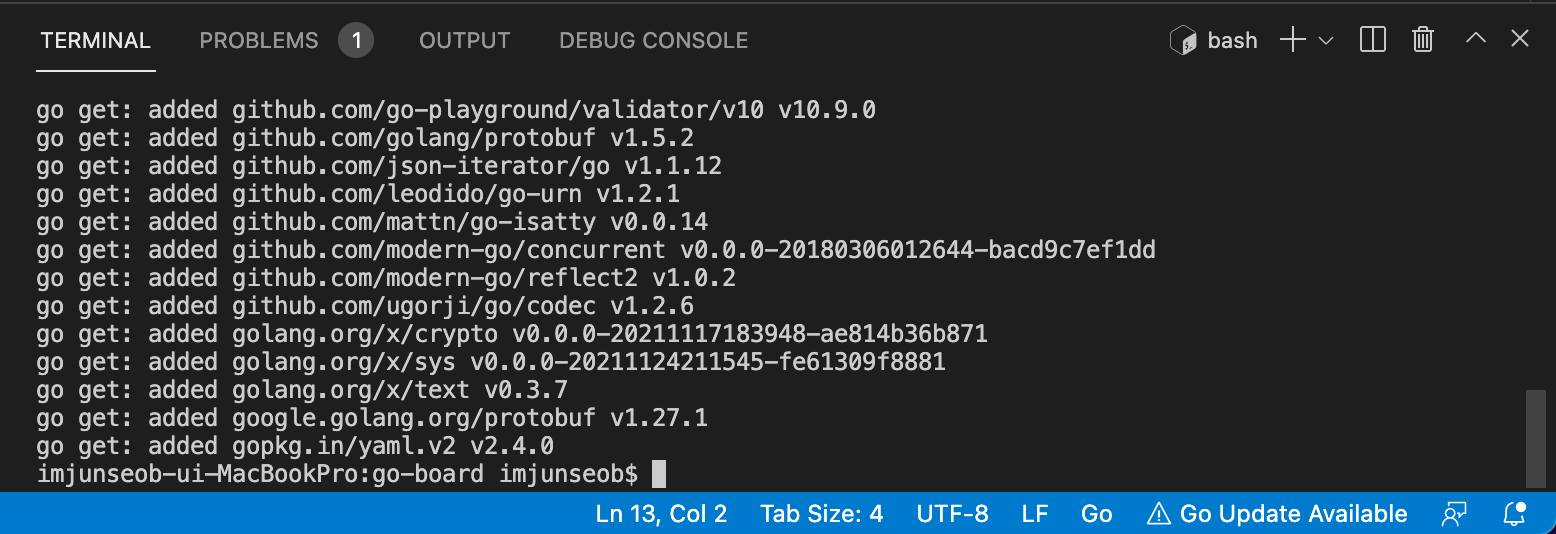 TERMINAL PROBLEMS 1 OUTPUT DEBUG CONSOLE bash
go get: added github.com/go-playground/validator/v10 v10.9.0
go get: added github.com/golang/protobuf v1.5.2
go get: added github.com/json-iterator/go v1.1.12
go get: added github.com/leodido/go-urn v1.2.1
go get: added github.com/mattn/go-isatty v0.0.14
go get: added github.com/modern-go/concurrent v0.0.0-20180306012644-bacd9c7ef1dd
go get: added github.com/modern-go/reflect2 v1.0.2
go get: added github.com/ugorji/go/codec v1.2.6
go get: added golang.org/x/crypto v0.0.0-20211117183948-ae814b36b871
go get: added golang.org/x/sys v0.0.0-20211124211545-fe61309f8881
go get: added golang.org/x/text v0.3.7
go get: added google.golang.org/protobuf v1.27.1
go get: added gopkg.in/yaml.v2 v2.4.0
imjunseob-ui-MacBookPro:go-board imjunseob$
Ln 13, Col 2 Tab Size: 4 UTF-8 LF Go Go Update Available